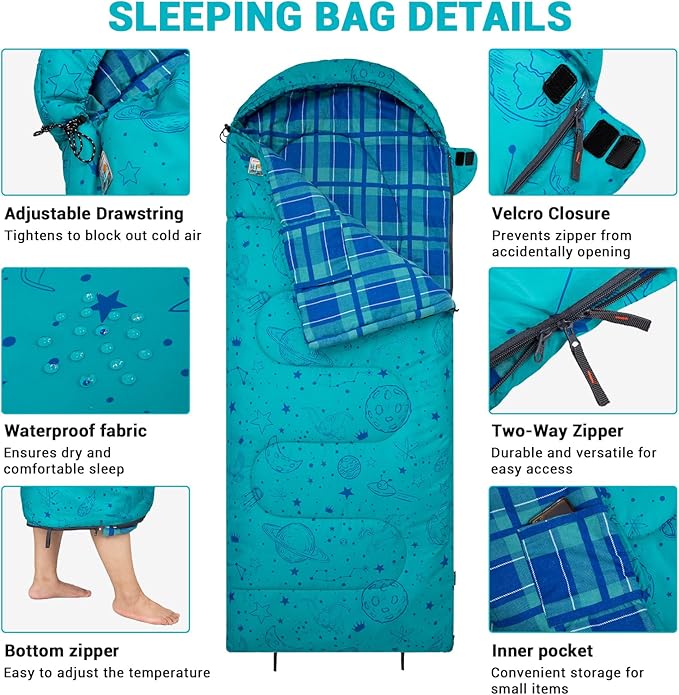 SLEEPING BAG DETAILS
Adjustable Drawstring
Tightens to block out cold air
Velcro Closure
Prevents zipper from
accidentally opening
Waterproof fabric
Ensures dry and
comfortable sleep
Two-Way Zipper
Durable and versatile for
easy access
Bottom zipper
Easy to adjust the temperature
Inner pocket
Convenient storage for
small items